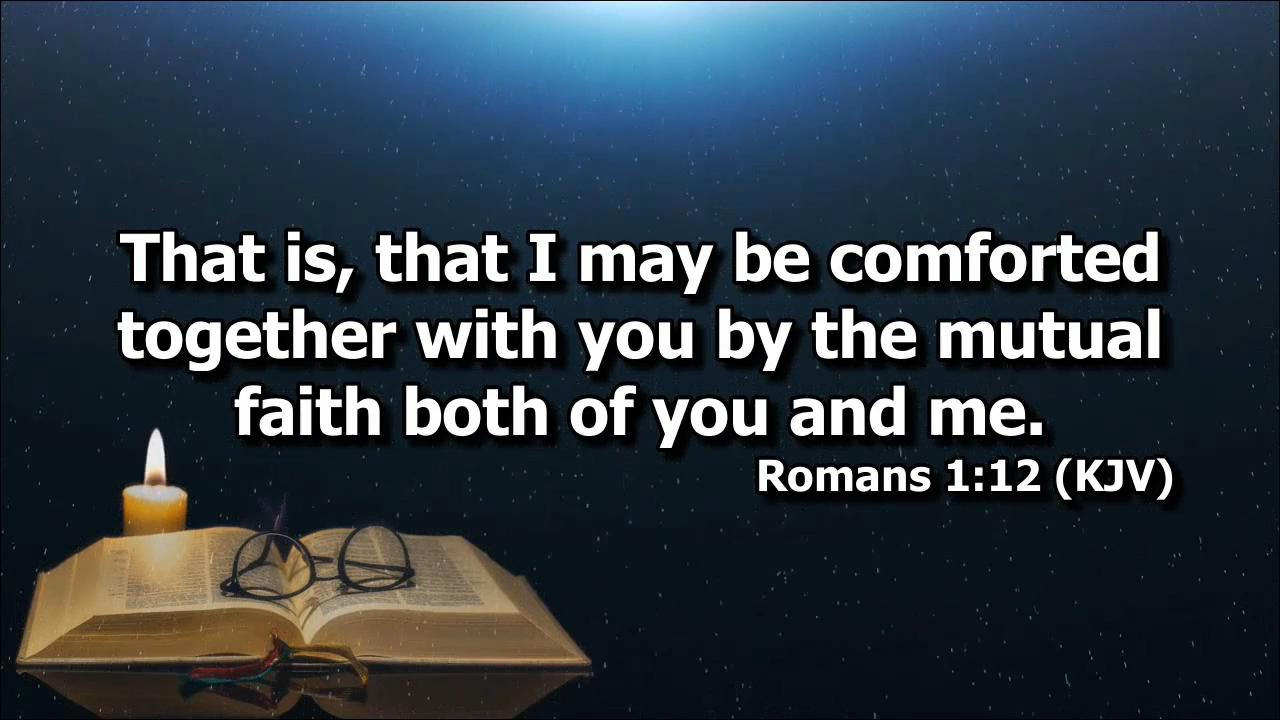 That is, that I may be comforted
together with you by the mutual
faith both of you and me.
Romans 1:12 (KJV)